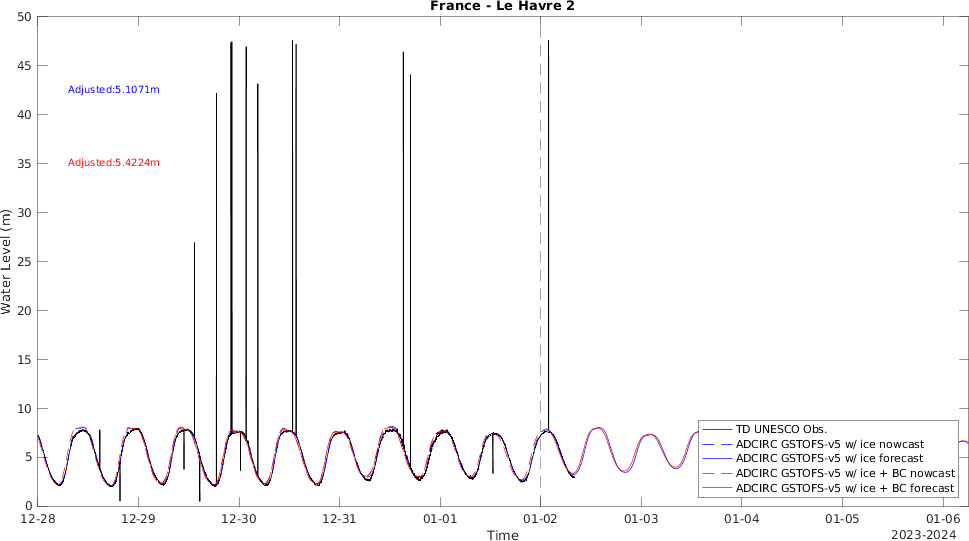 France - Le Havre 2
50
45
40
35
30
25
20
15
10
5
0
Water Level (m)
Adjusted:5.1071m
Adjusted:5.4224m
TD UNESCO Obs.
ADCIRC GSTOFS-v5 w/ ice nowcast
ADCIRC GSTOFS-v5 w/ ice forecast
ADCIRC GSTOFS-v5 w/ ice + BC nowcast
ADCIRC GSTOFS-v5 w/ ice + BC forecast
12-28 12-29 12-30 12-31 01-01 01-02 01-03 01-04 01-05 01-06
Time
2023-2024